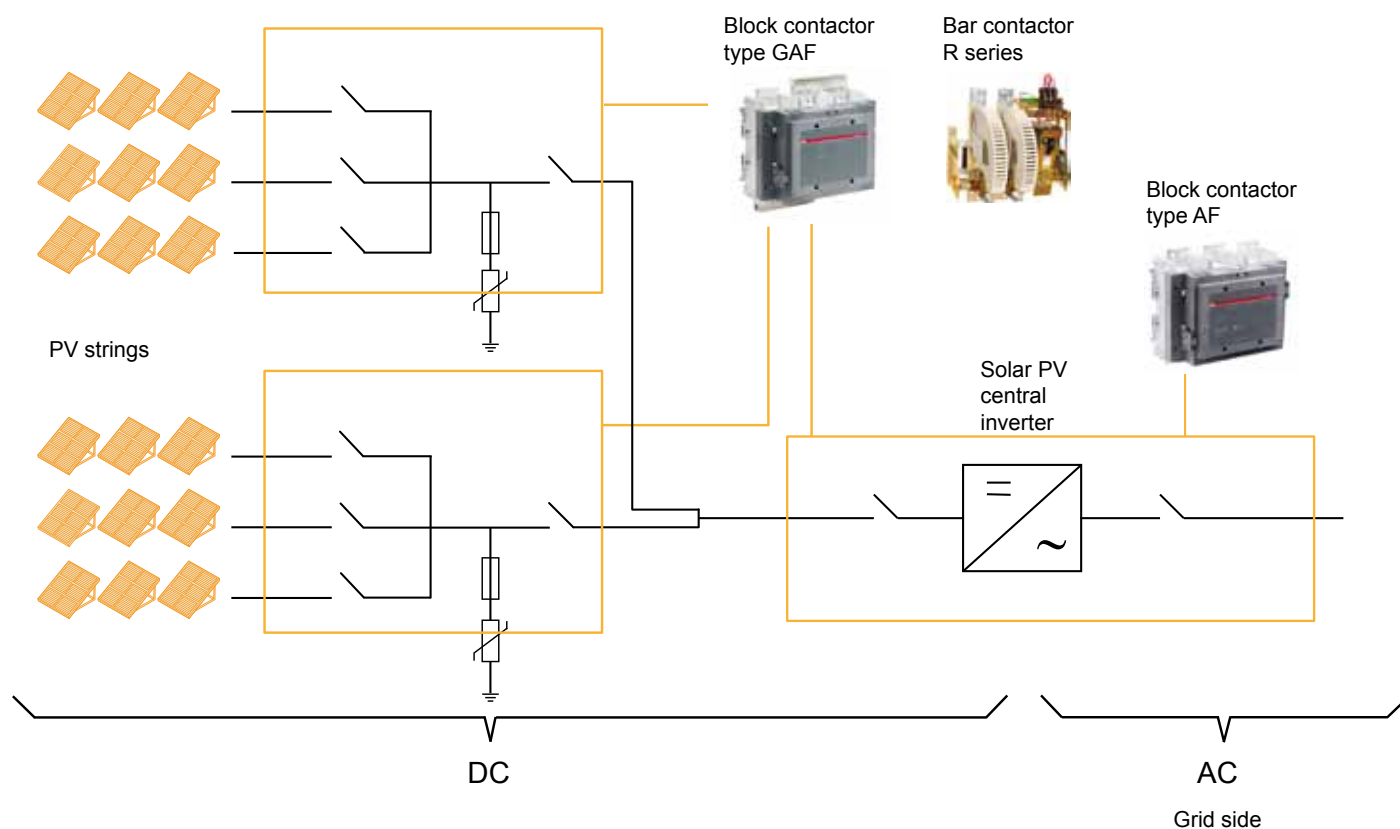 Block contactor
type GAF
Bar contactor
R series
Block contactor
type AF
PV strings
Solar PV
central
inverter
DC
AC
Grid side